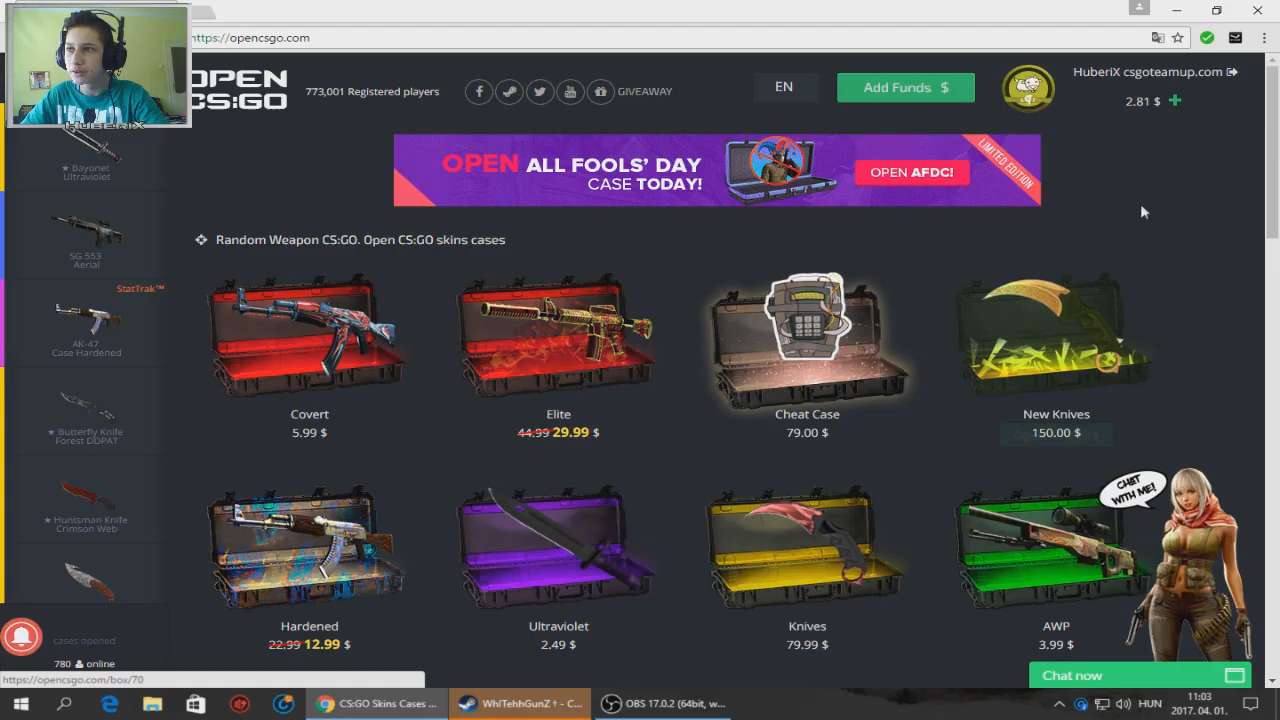 https://opencsgo.com
OPEN
CS:GO
773,001 Registered players
GIVEAWAY
EN
Add Funds $
HuberiX csgoteamup.com
2.81 $
HuberiX
OPEN ALL FOOLS' DAY
CASE TODAY!
OPEN AFDC!
LIMITED EDITION
★ Bayonet
Ultraviolet
SG 553
Aerial
StatTrak™
AK-47
Case Hardened
★ Butterfly Knife
Forest DDPAT
★ Huntsman Knife
Crimson Web
cases opened
780 online
Random Weapon CS:GO. Open CS:GO skins cases
Covert
5.99 $
Elite
44.99 29.99 $
Cheat Case
79.00 $
New Knives
150.00 $
Hardened
22.99 12.99 $
Ultraviolet
2.49 $
Knives
79.99 $
AWP
3.99 $
CHAT WITH ME!
Chat now
https://opencsgo.com/box/70
CS:GO Skins Cases ...
WhITehhGunZ † - C...
OBS 17.0.2 (64bit, w...
HUN
11:03
2017. 04. 01.